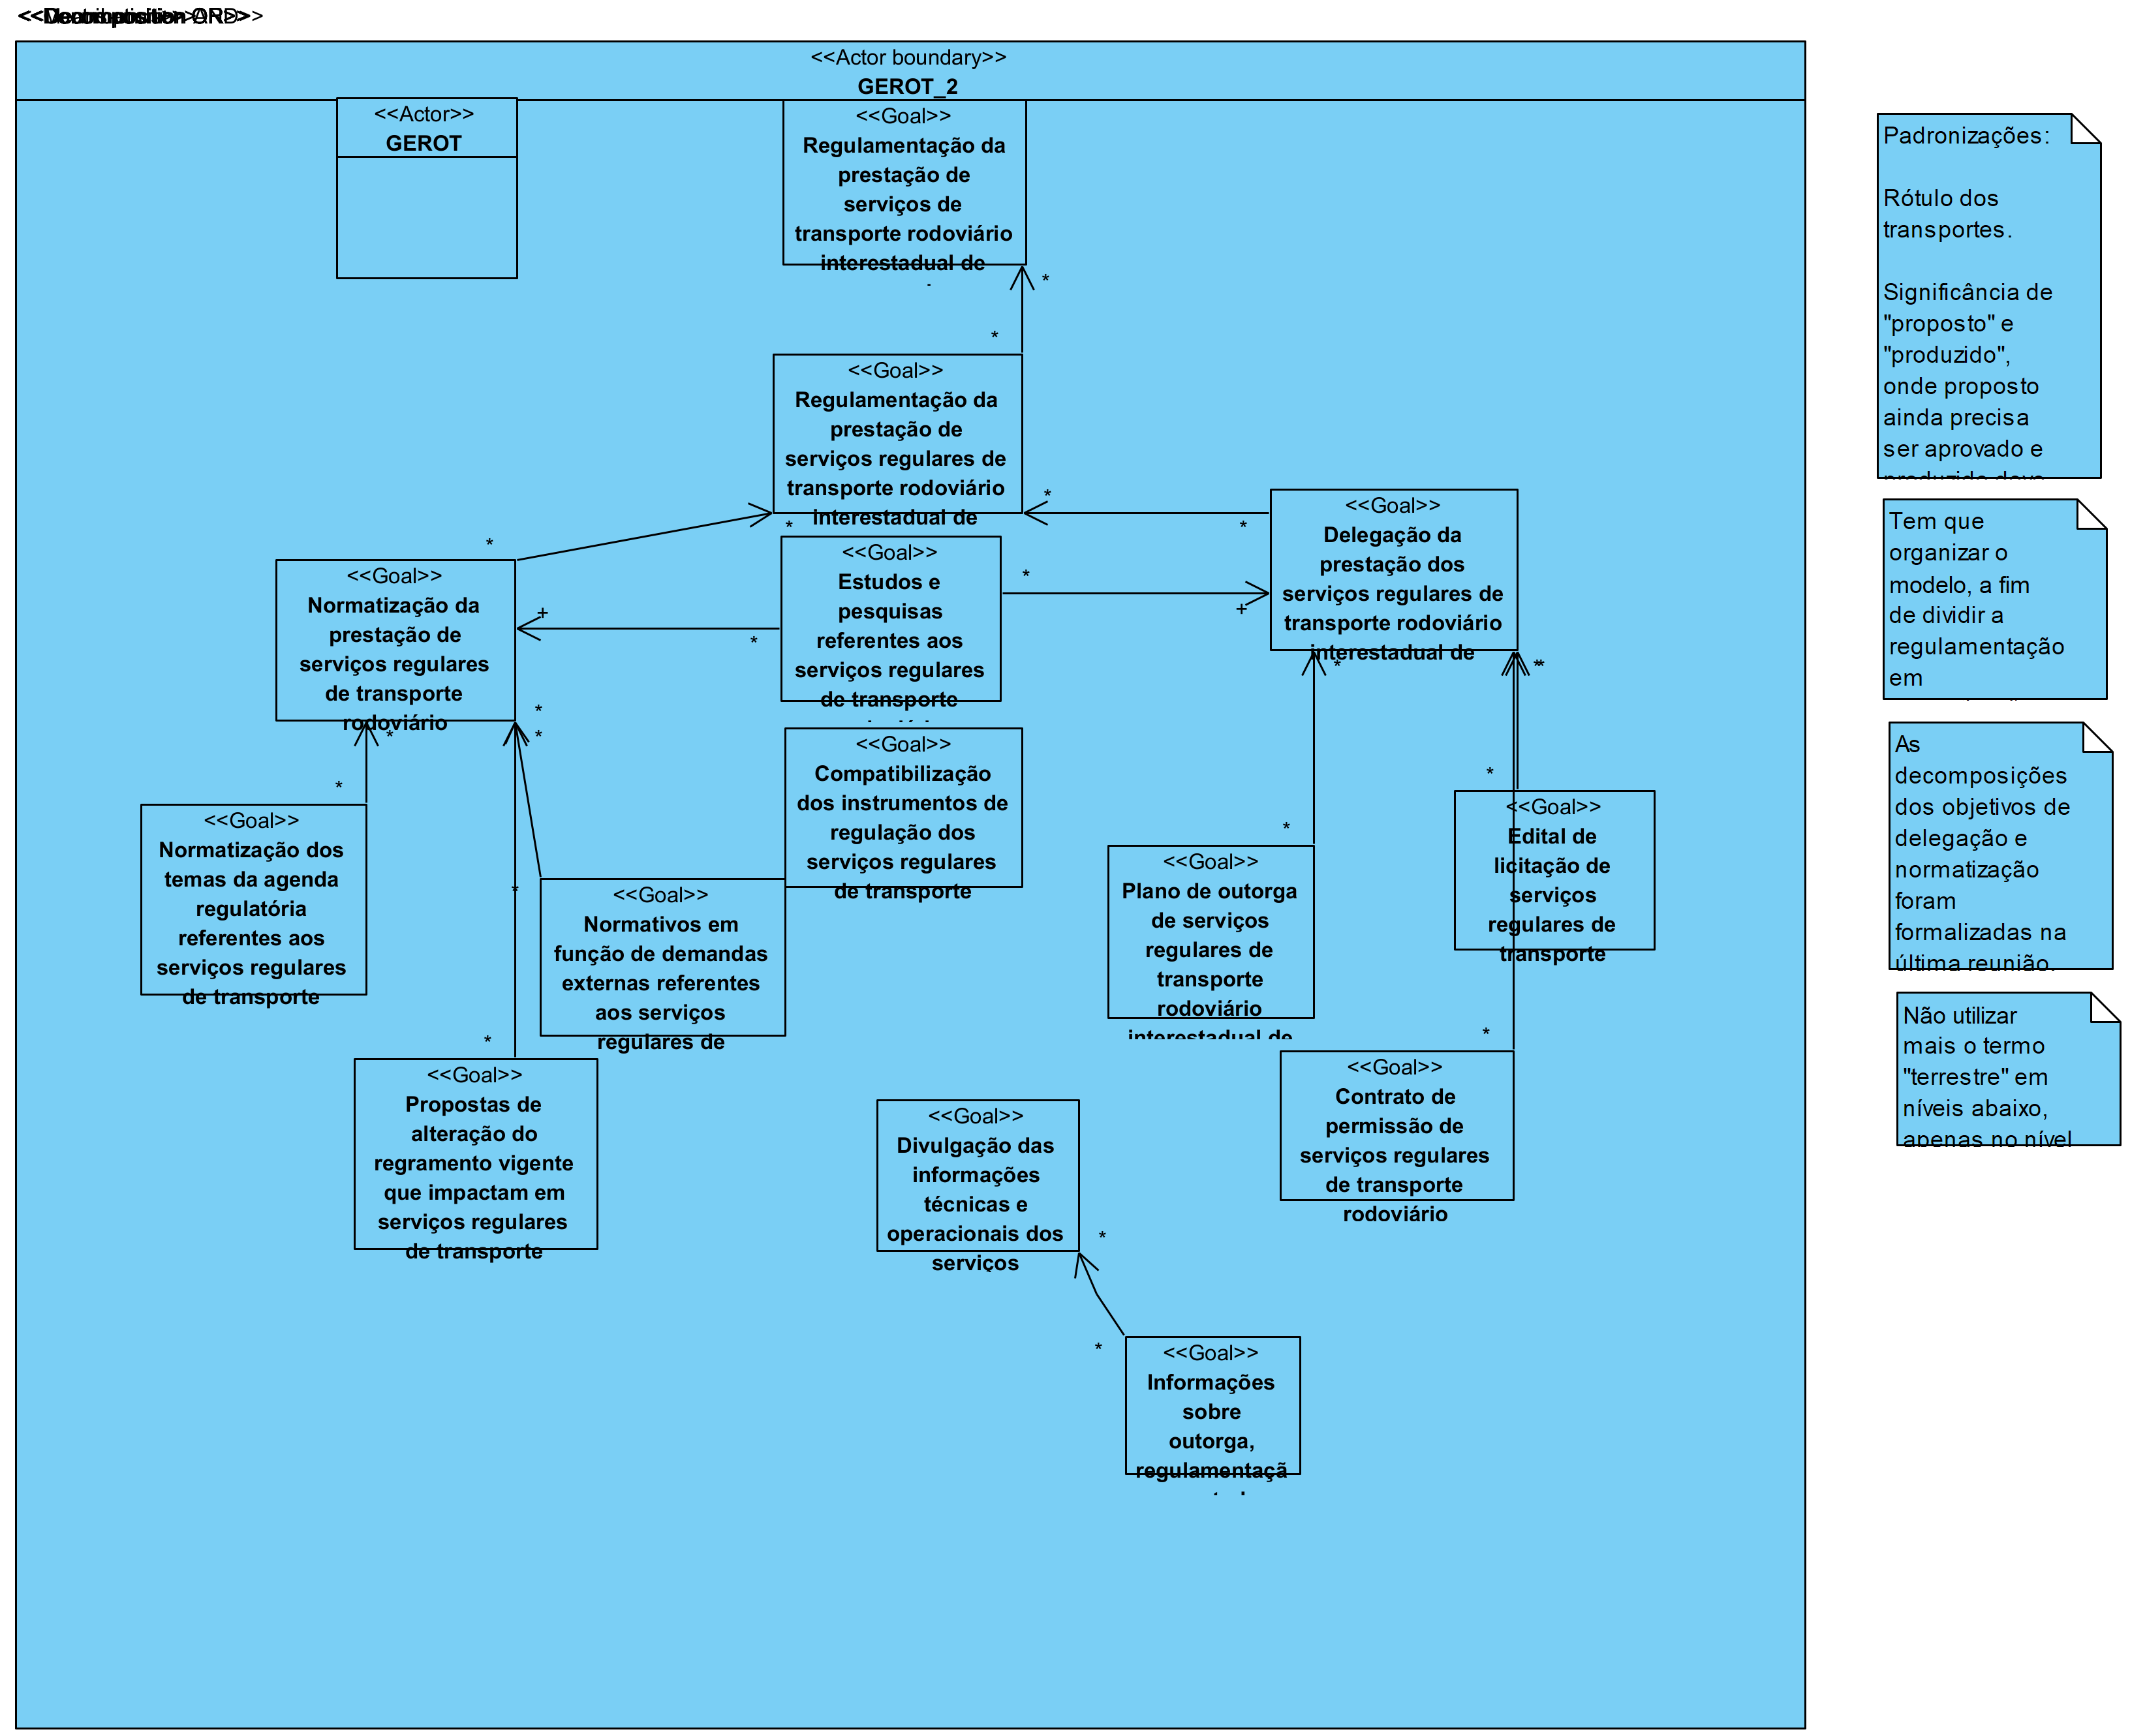 <<Actor boundary>>
GEROT_2
<<Actor>>
GEROT
<<Goal>>
Regulamentação da
prestação de
serviços de
transporte rodoviário
interestadual de
*
*
<<Goal>>
Regulamentação da
prestação de
serviços regulares de
transporte rodoviário
interestadual de
*
*
*
*
<<Goal>>
Delegação da
prestação dos
serviços regulares de
transporte rodoviário
interestadual de
<<Goal>>
Normatização da
prestação de
serviços regulares
de transporte
rodoviário
<<Goal>>
Estudos e
pesquisas
referentes aos
serviços regulares
de transporte
*
+
+
*
*
*
*
*
**
*
*
*
*
*
<<Goal>>
Compatibilização
dos instrumentos de
regulação dos
serviços regulares
de transporte
<<Goal>>
Normatização dos
temas da agenda
regulatória
referentes aos
serviços regulares
de transporte
<<Goal>>
Normativos em
função de demandas
externas referentes
aos serviços
regulares de
<<Goal>>
Plano de outorga
de serviços
regulares de
transporte
rodoviário
interestadual de
<<Goal>>
Edital de
licitação de
serviços
regulares de
transporte
*
<<Goal>>
Propostas de
alteração do
regramento vigente
que impactam em
serviços regulares
de transporte
<<Goal>>
Divulgação das
informações
técnicas e
operacionais dos
serviços
<<Goal>>
Contrato de
permissão de
serviços regulares
de transporte
rodoviário
*
*
<<Goal>>
Informações
sobre
outorga,
regulamentaçã
Padronizações:
Rótulo dos
transportes.
Significância de
"proposto" e
"produzido",
onde proposto
ainda precisa
ser aprovado e
Tem que
organizar o
modelo, a fim
de dividir a
regulamentação
em
As
decomposições
dos objetivos de
delegação e
normatização
foram
formalizadas na
última reunião.
Não utilizar
mais o termo
"terrestre" em
níveis abaixo,
apenas no nível